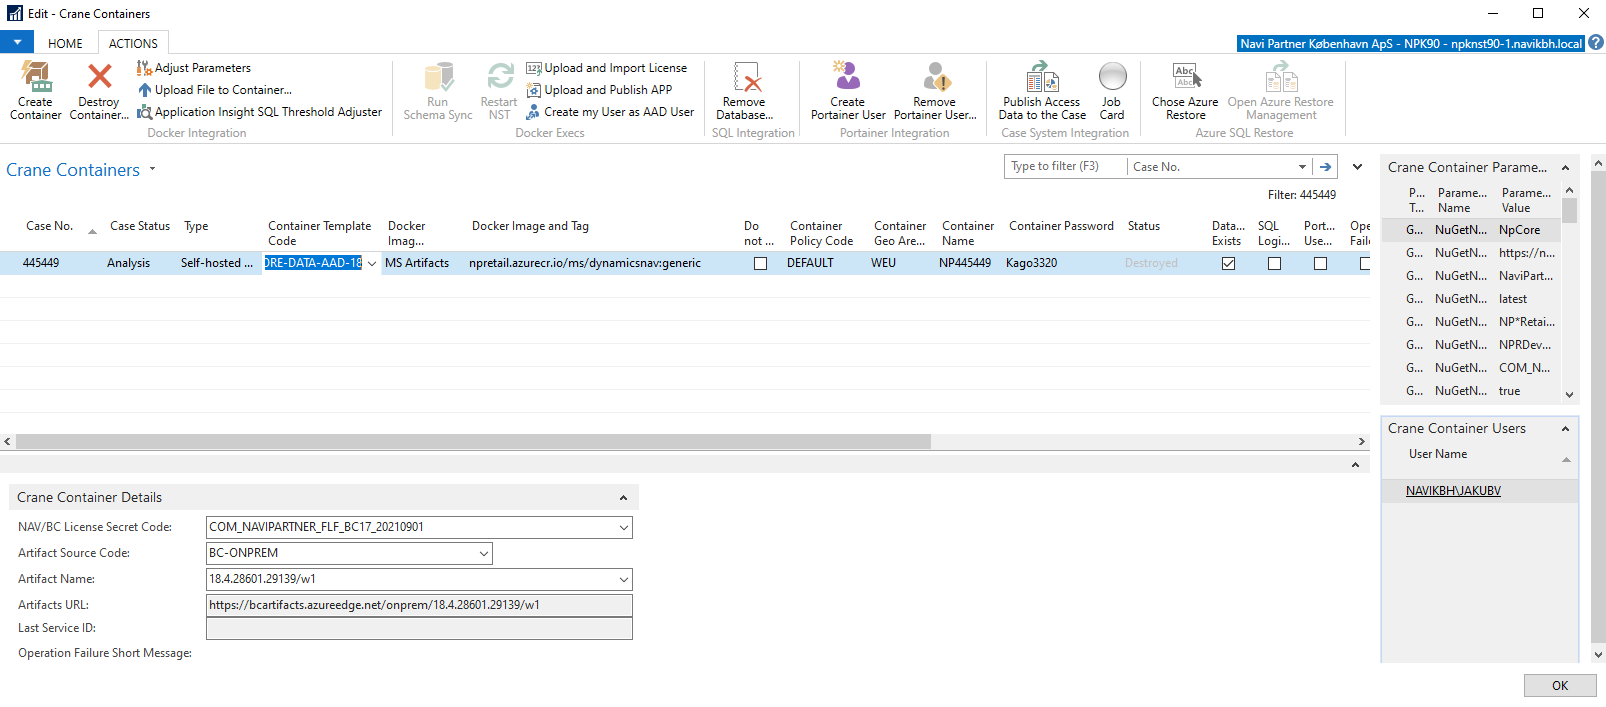 Edit - Crane Containers
HOME
ACTIONS
Navi Partner København ApS - NPK90 - npknst90-1.navikbh.local
Create Container
Destroy Container...
Adjust Parameters
Upload File to Container...
Application Insight SQL Threshold Adjuster
Docker Integration
Run Schema Sync
Restart NST
Upload and Import License
Upload and Publish APP
Create my User as AAD User
Docker Execs
Remove Database...
SQL Integration
Create Portainer User
Remove Portainer User...
Portainer Integration
Publish Access Data to the Case
Job Card
Case System Integration
Chose Azure Restore
Open Azure Restore Management
Azure SQL Restore
Crane Containers
Type to filter (F3)
Case No.
Filter: 445449
Case No.
Case Status
Type
Container Template Code
Docker Imag...
Docker Image and Tag
Do not ...
Container Policy Code
Container Geo Are...
Container Name
Container Password
Status
Data... Exists
SQL Logi...
Port... Use...
Ope Faile
445449
Analysis
Self-hosted ...
ORE-DATA-AAD-18
MS Artifacts
npretail.azurecr.io/ms/dynamicsnav:generic
DEFAULT
WEU
NP445449
Kago3320
Destroyed
Crane Container Details
NAV/BC License Secret Code:
COM_NAVIPARTNER_FLF_BC17_20210901
Artifact Source Code:
BC-ONPREM
Artifact Name:
18.4.28601.29139/w1
Artifacts URL:
https://bcartifacts.azureedge.net/onprem/18.4.28601.29139/w1
Last Service ID:
Operation Failure Short Message:
Crane Container Parame...
P... T...
Parame... Name
Parame... Value
G... NuGetN... NpCore
G... NuGetN... https://n...
G... NuGetN... NaviPart...
G... NuGetN... latest
G... NuGetN... NP*Retai...
G... NuGetN... NPRDev...
G... NuGetN... COM_N...
G... NuGetN... true
Crane Container Users
User Name
NAVIKBH\JAKUBV
OK